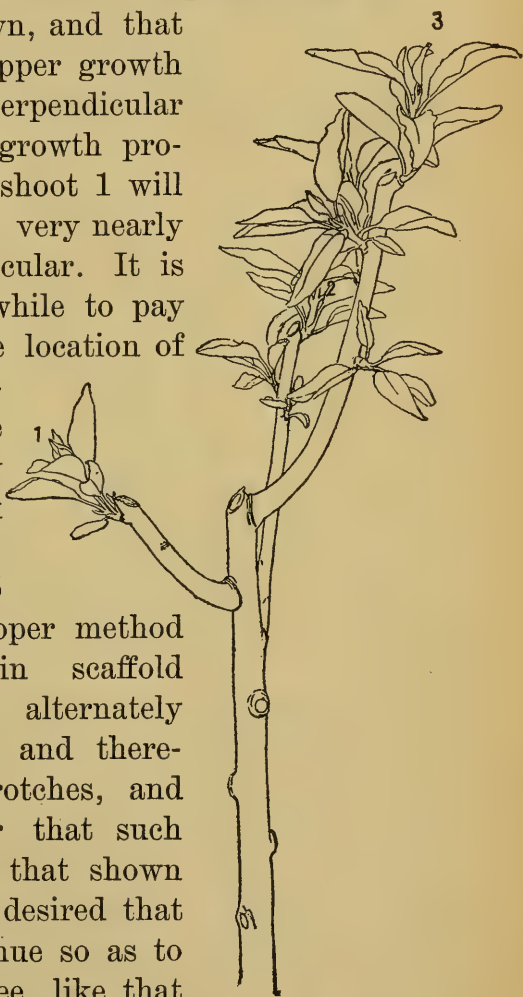 wn, and that
pper growth
erpendicular
growth pro-
shoot 1 will
very nearly
cular. It is
while to pay
e location of
oper method
in scaffold
alternately
and there-
rotches, and
r that such
that shown
desired that
nue so as to
ee, like that
3
2
1